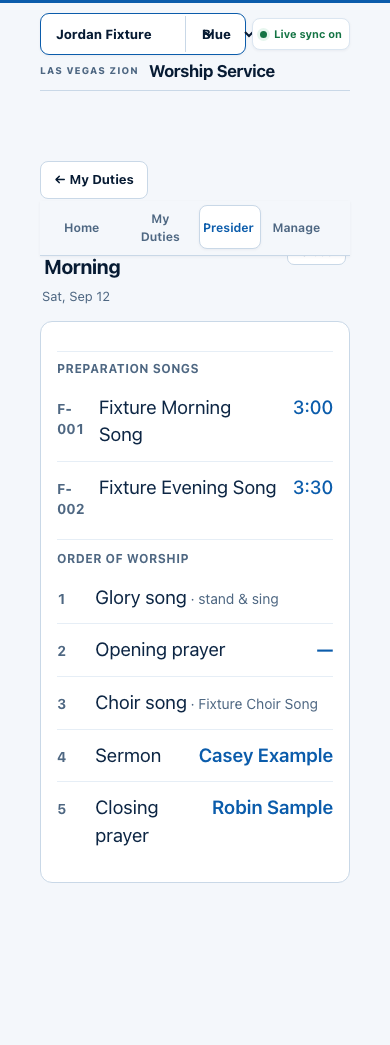 Jordan Fixture
Blue
Live sync on
LAS VEGAS ZION Worship Service
← My Duties
Home
My
Duties
Presider
Manage
Morning
Sat, Sep 12
PREPARATION SONGS
F-
001
Fixture Morning
Song
3:00
F-
002
Fixture Evening Song
3:30
ORDER OF WORSHIP
1 Glory song · stand & sing
2 Opening prayer —
3 Choir song · Fixture Choir Song
4 Sermon Casey Example
5 Closing
prayer
Robin Sample